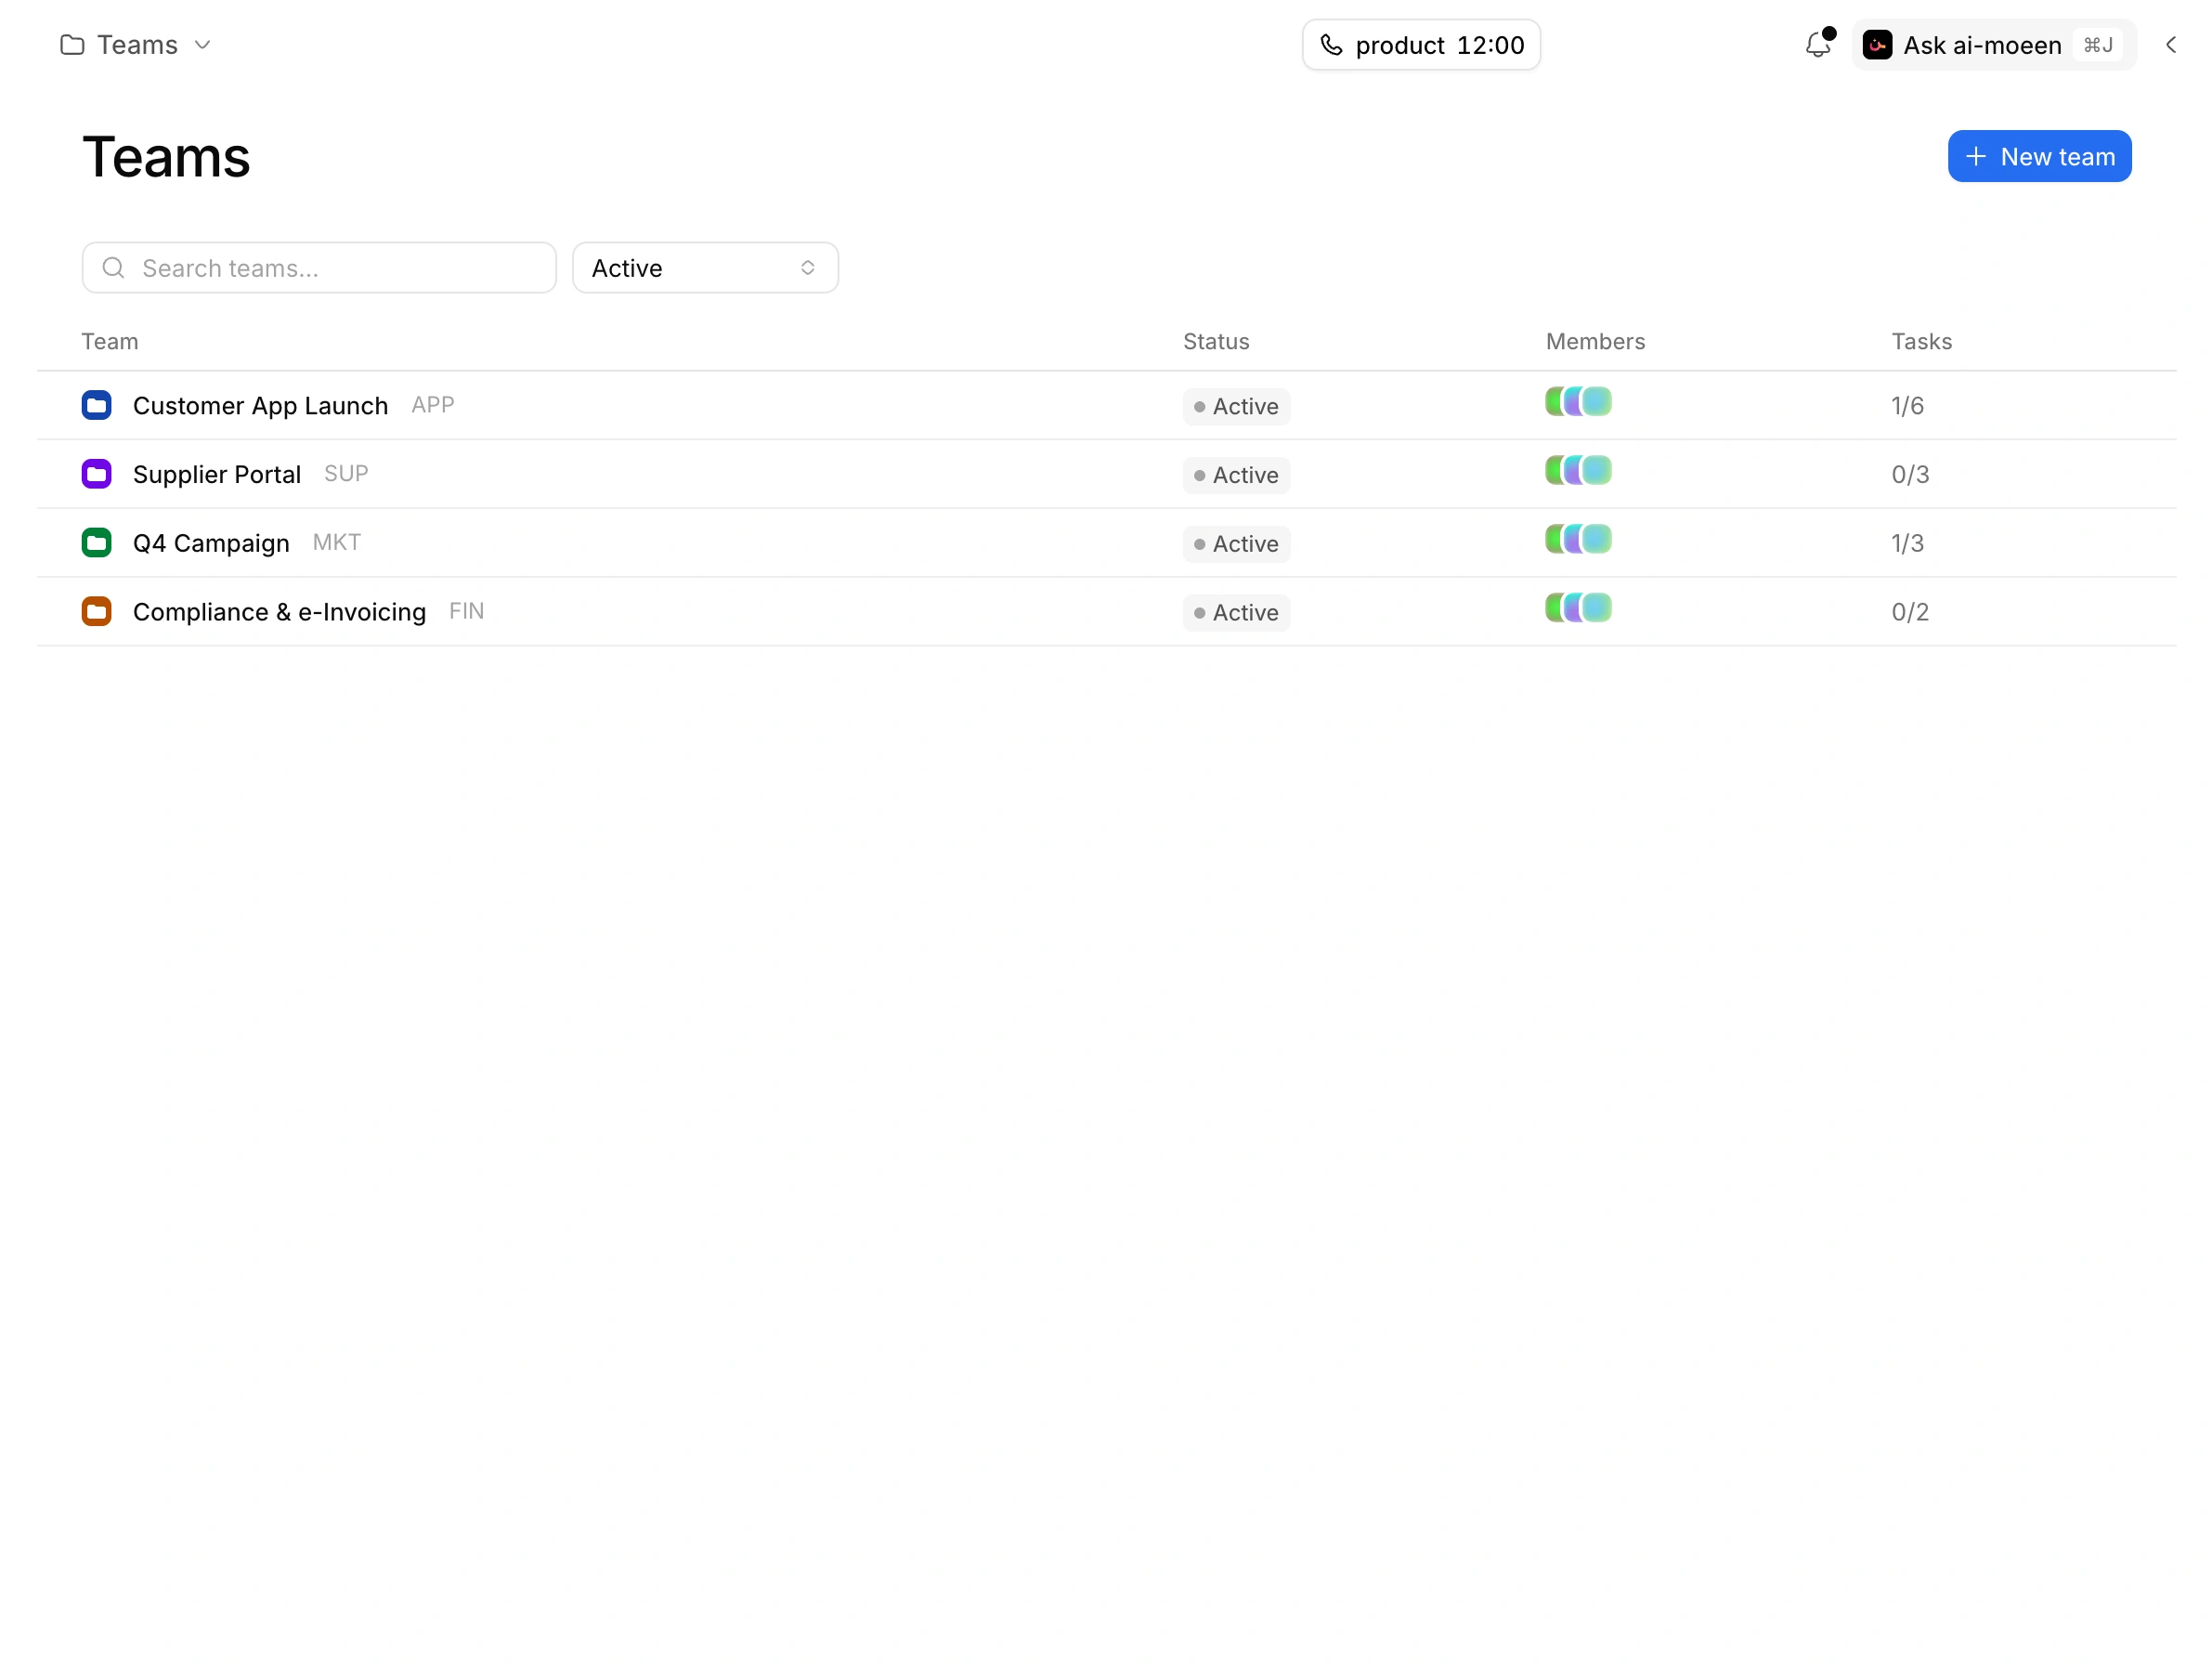 Teams
product 12:00
Ask ai-moeen ⌘J
Teams
New team
Search teams...
Active
Team Status Members Tasks
Customer App Launch APP Active 1/6
Supplier Portal SUP Active 0/3
Q4 Campaign MKT Active 1/3
Compliance & e-Invoicing FIN Active 0/2